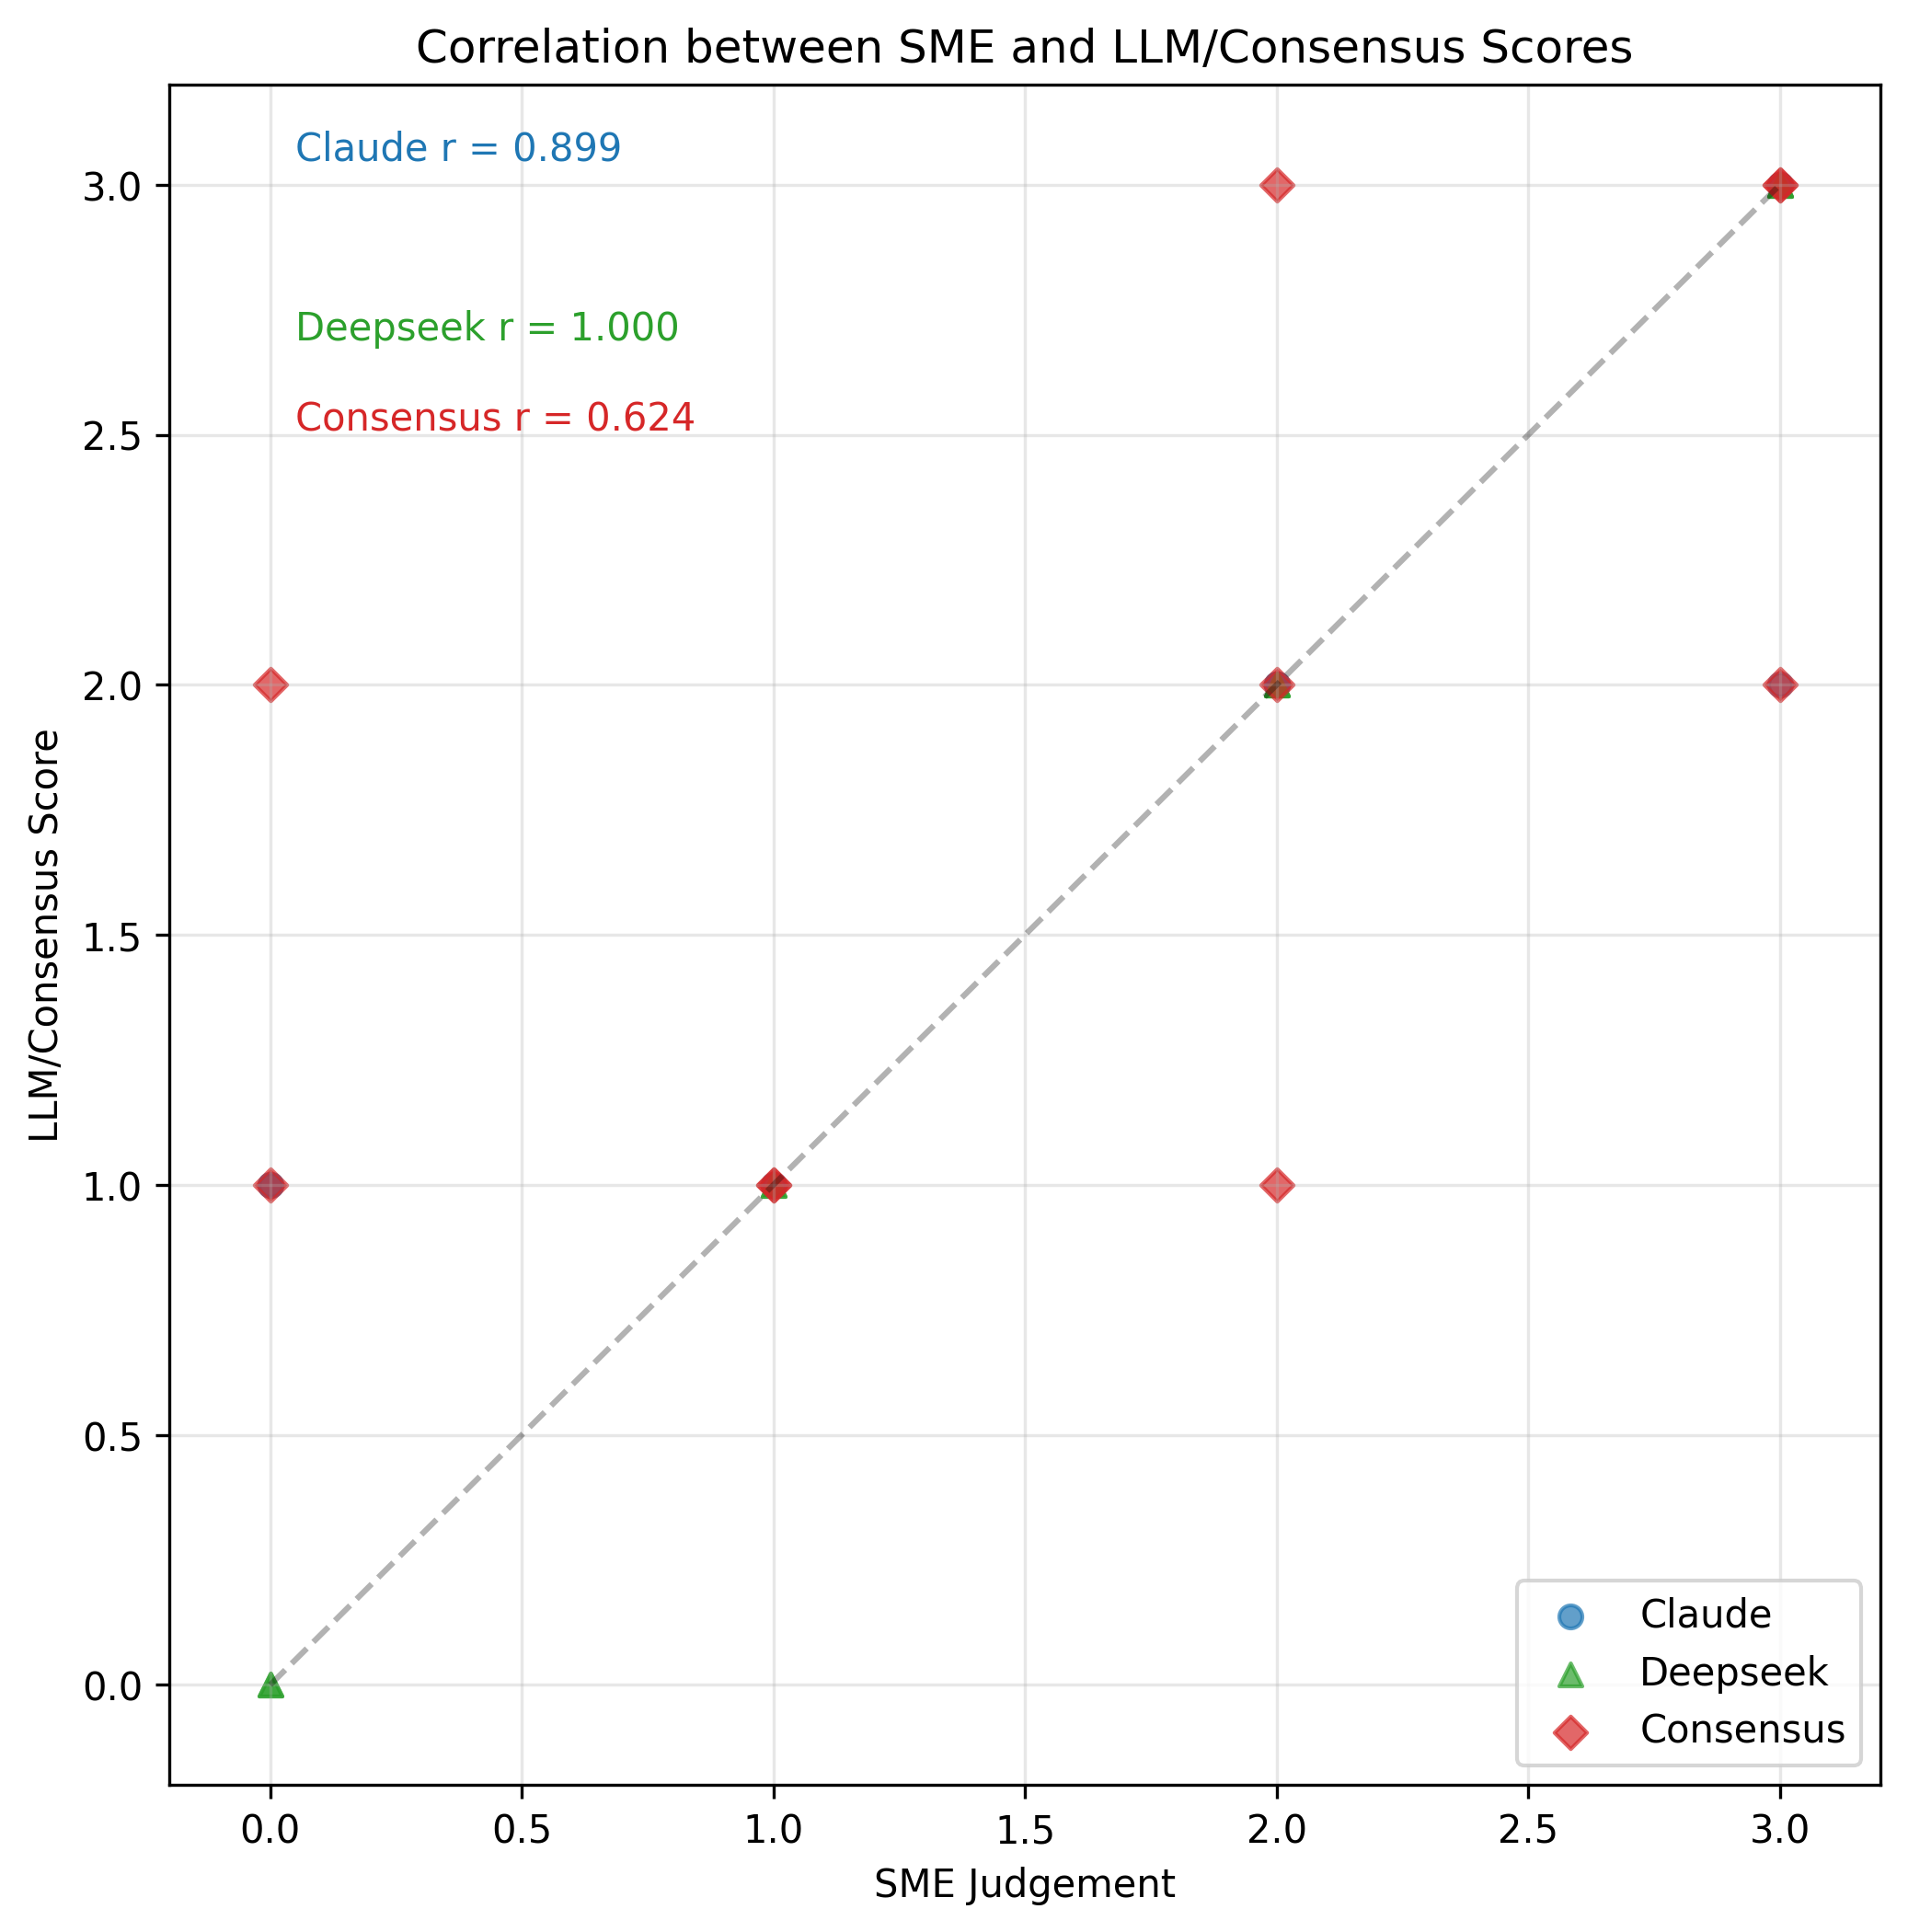 Correlation between SME and LLM/Consensus Scores
Claude r = 0.899
Deepseek r = 1.000
Consensus r = 0.624
3.0
2.5
2.0
1.5
1.0
0.5
0.0
LLM/Consensus Score
Claude
Deepseek
Consensus
0.0 0.5 1.0 1.5 2.0 2.5 3.0
SME Judgement